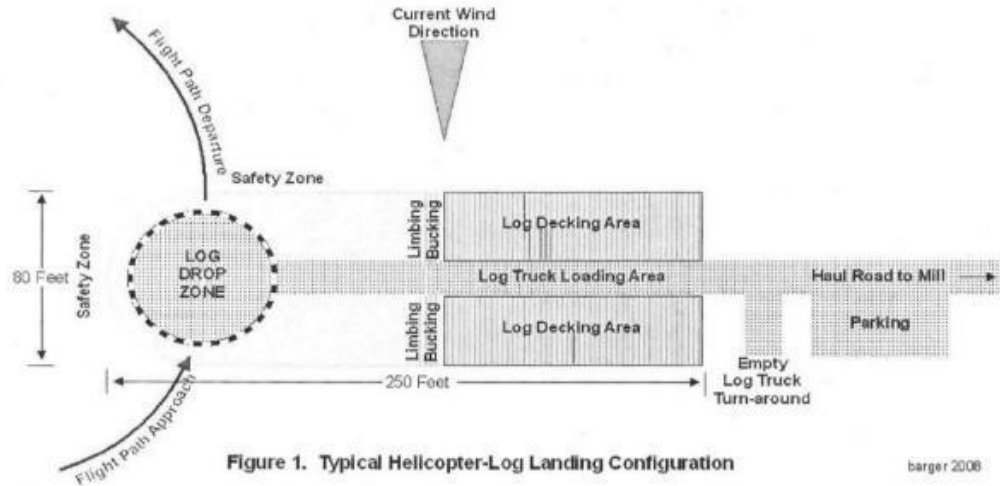 Current Wind
Direction
Flight Path Departure
Safety Zone
Safety Zone
80 Feet
LOG
DROP
ZONE
Limbing
Bucking
Log Decking Area
Log Truck Loading Area
Haul Road to Mill
Limbing
Bucking
Log Decking Area
Parking
Empty
Log Truck
Turn-around
250 Feet
Flight Path Approach
Figure 1. Typical Helicopter-Log Landing Configuration
barger 2008